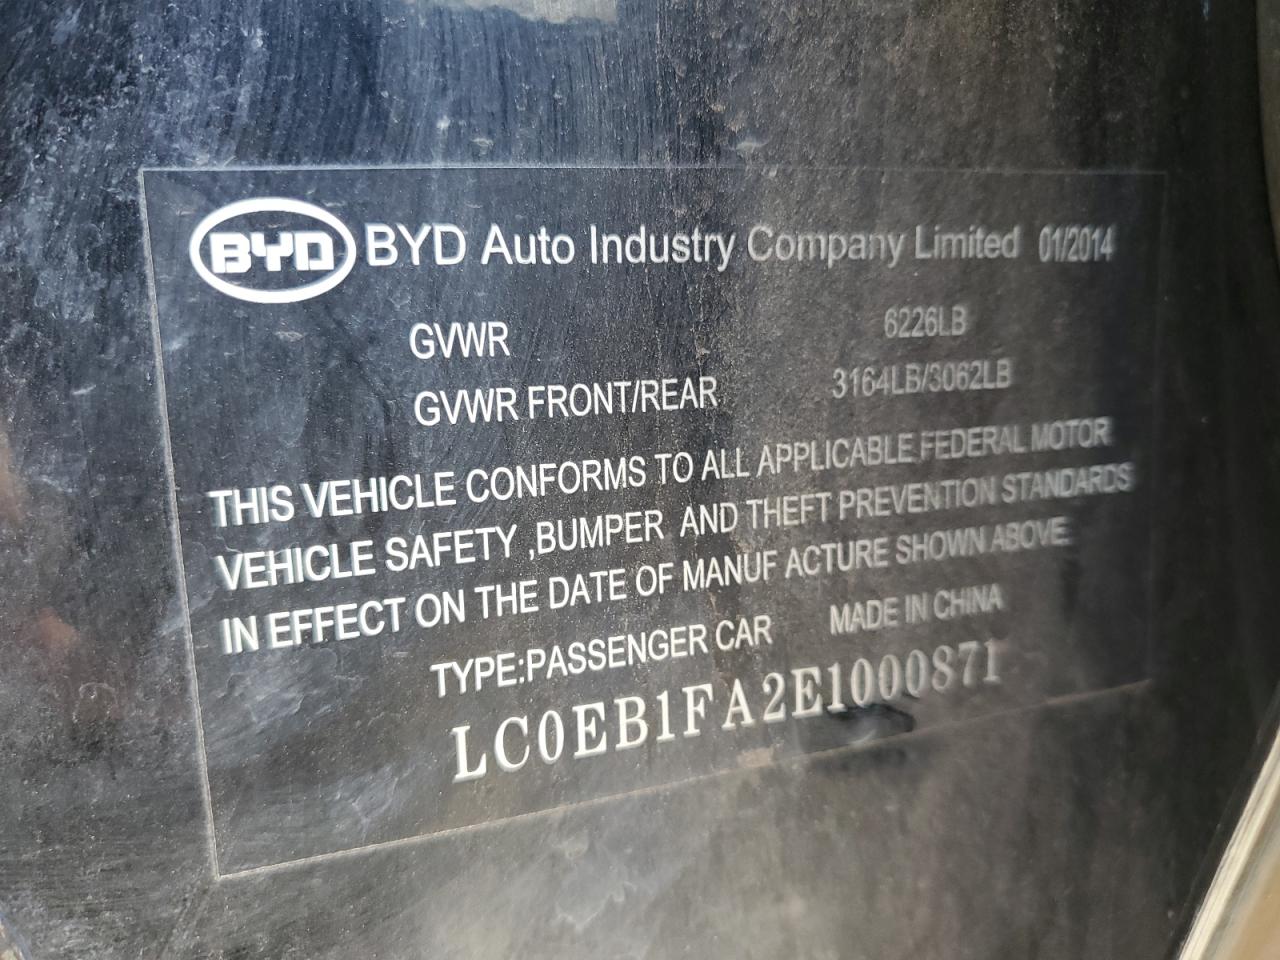 BYD BYD Auto Industry Company Limited 01/2014
GVWR 6226LB
GVWR FRONT/REAR 3164LB/3062LB
THIS VEHICLE CONFORMS TO ALL APPLICABLE FEDERAL MOTOR
VEHICLE SAFETY ,BUMPER AND THEFT PREVENTION STANDARDS
IN EFFECT ON THE DATE OF MANUF ACTURE SHOWN ABOVE
TYPE:PASSENGER CAR MADE IN CHINA
LC0EB1FA2E1000871